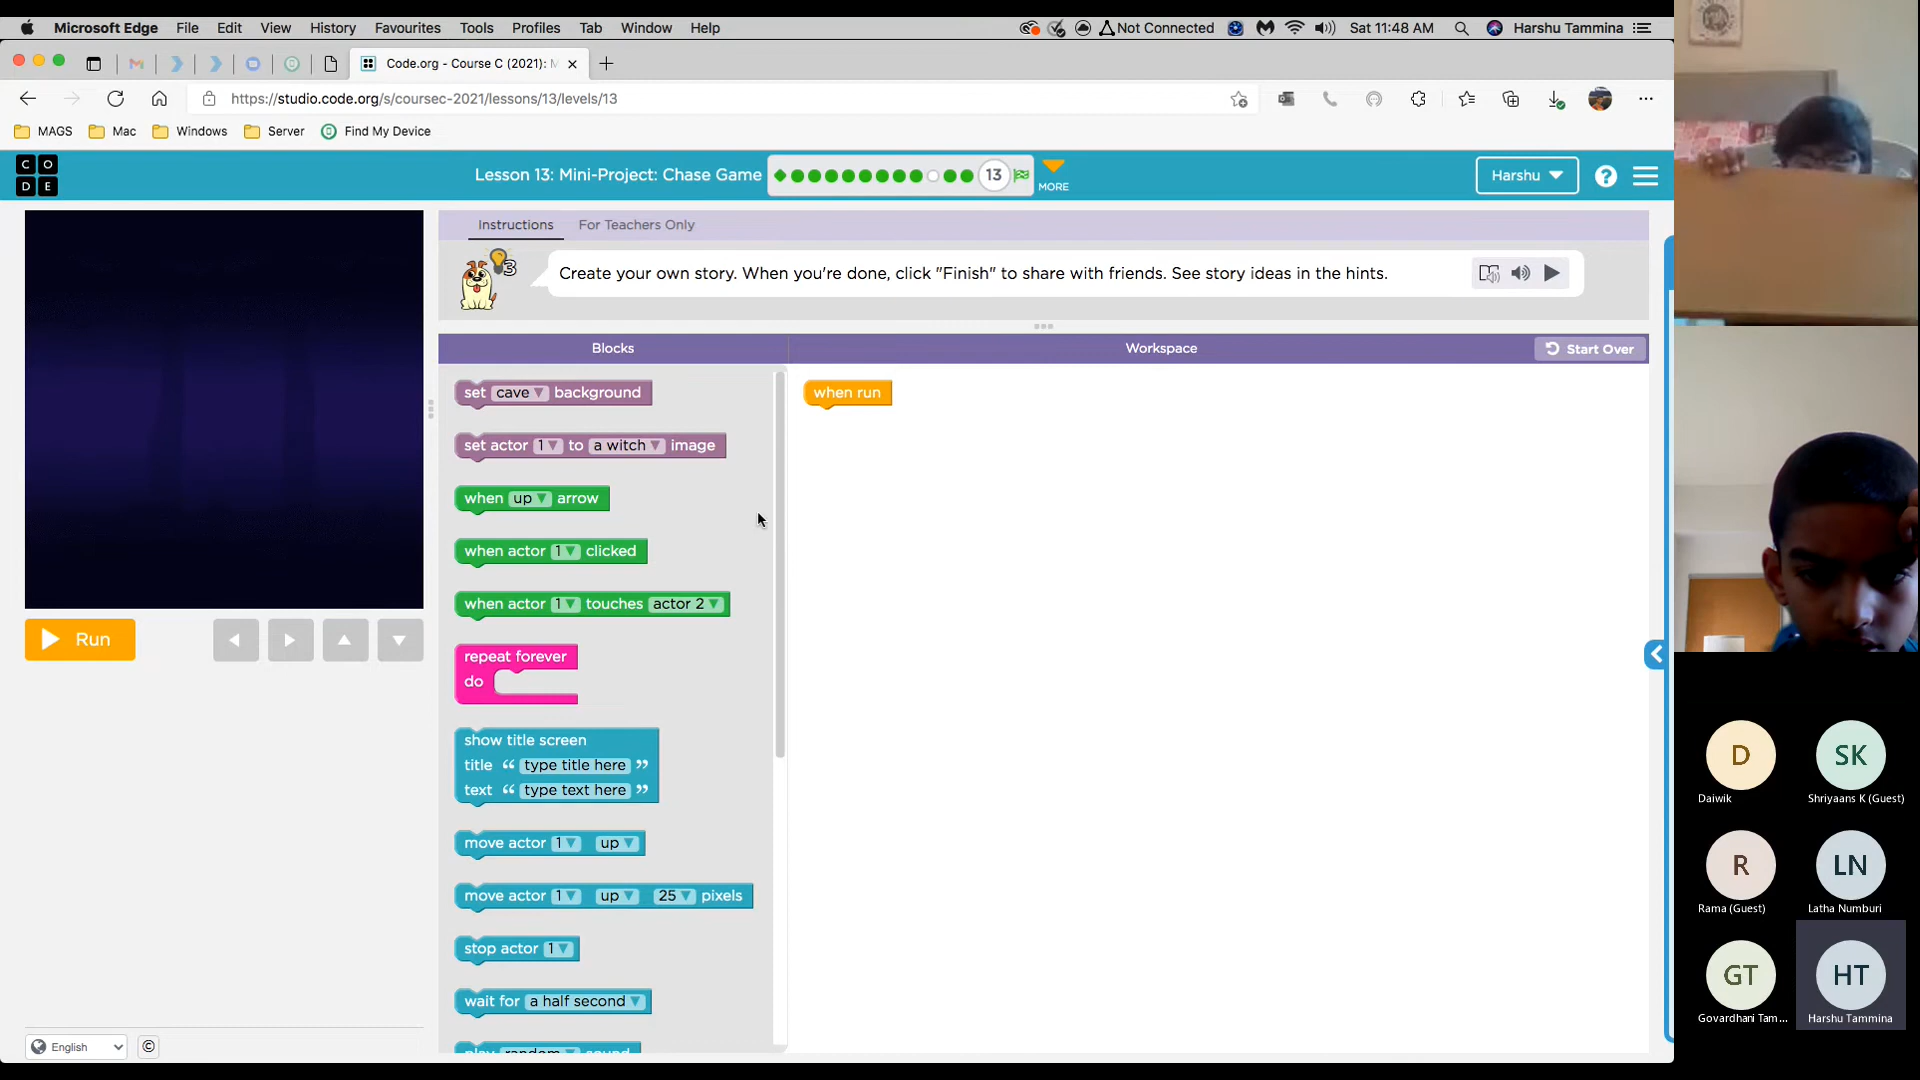 Microsoft Edge File Edit View History Favourites Tools Profiles Tab Window Help Not Connected Sat 11:48 AM Harshu Tammina
Code.org - Course C (2021): M
https://studio.code.org/s/coursec-2021/lessons/13/levels/13
MAGS Mac Windows Server Find My Device
C O
D E
Lesson 13: Mini-Project: Chase Game 13 MORE Harshu ?
Instructions For Teachers Only
3
Create your own story. When you're done, click "Finish" to share with friends. See story ideas in the hints.
Blocks Workspace Start Over
set cave background
when run
set actor 1 to a witch image
when up arrow
when actor 1 clicked
when actor 1 touches actor 2
Run
repeat forever
do
show title screen
title “ type title here ”
text “ type text here ”
move actor 1 up
move actor 1 up 25 pixels
stop actor 1
wait for a half second
play random sound
English ©
D SK
Daiwik Shriyaans K (Guest)
R LN
Rama (Guest) Latha Numburi
GT HT
Govardhani Tam... Harshu Tammina